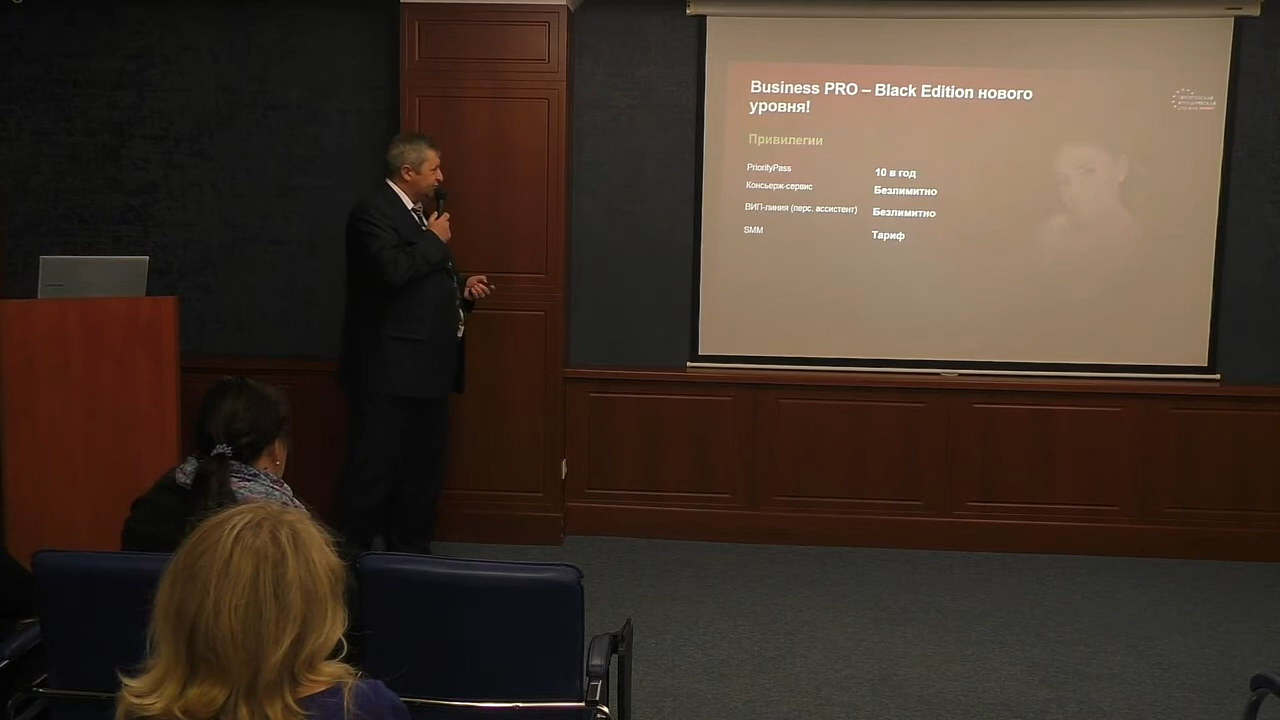 Business PRO – Black Edition нового
уровня!
Привилегии
PriorityPass 10 в год
Консьерж-сервис Безлимитно
ВИП-линия (перс. ассистент) Безлимитно
SMM Тариф